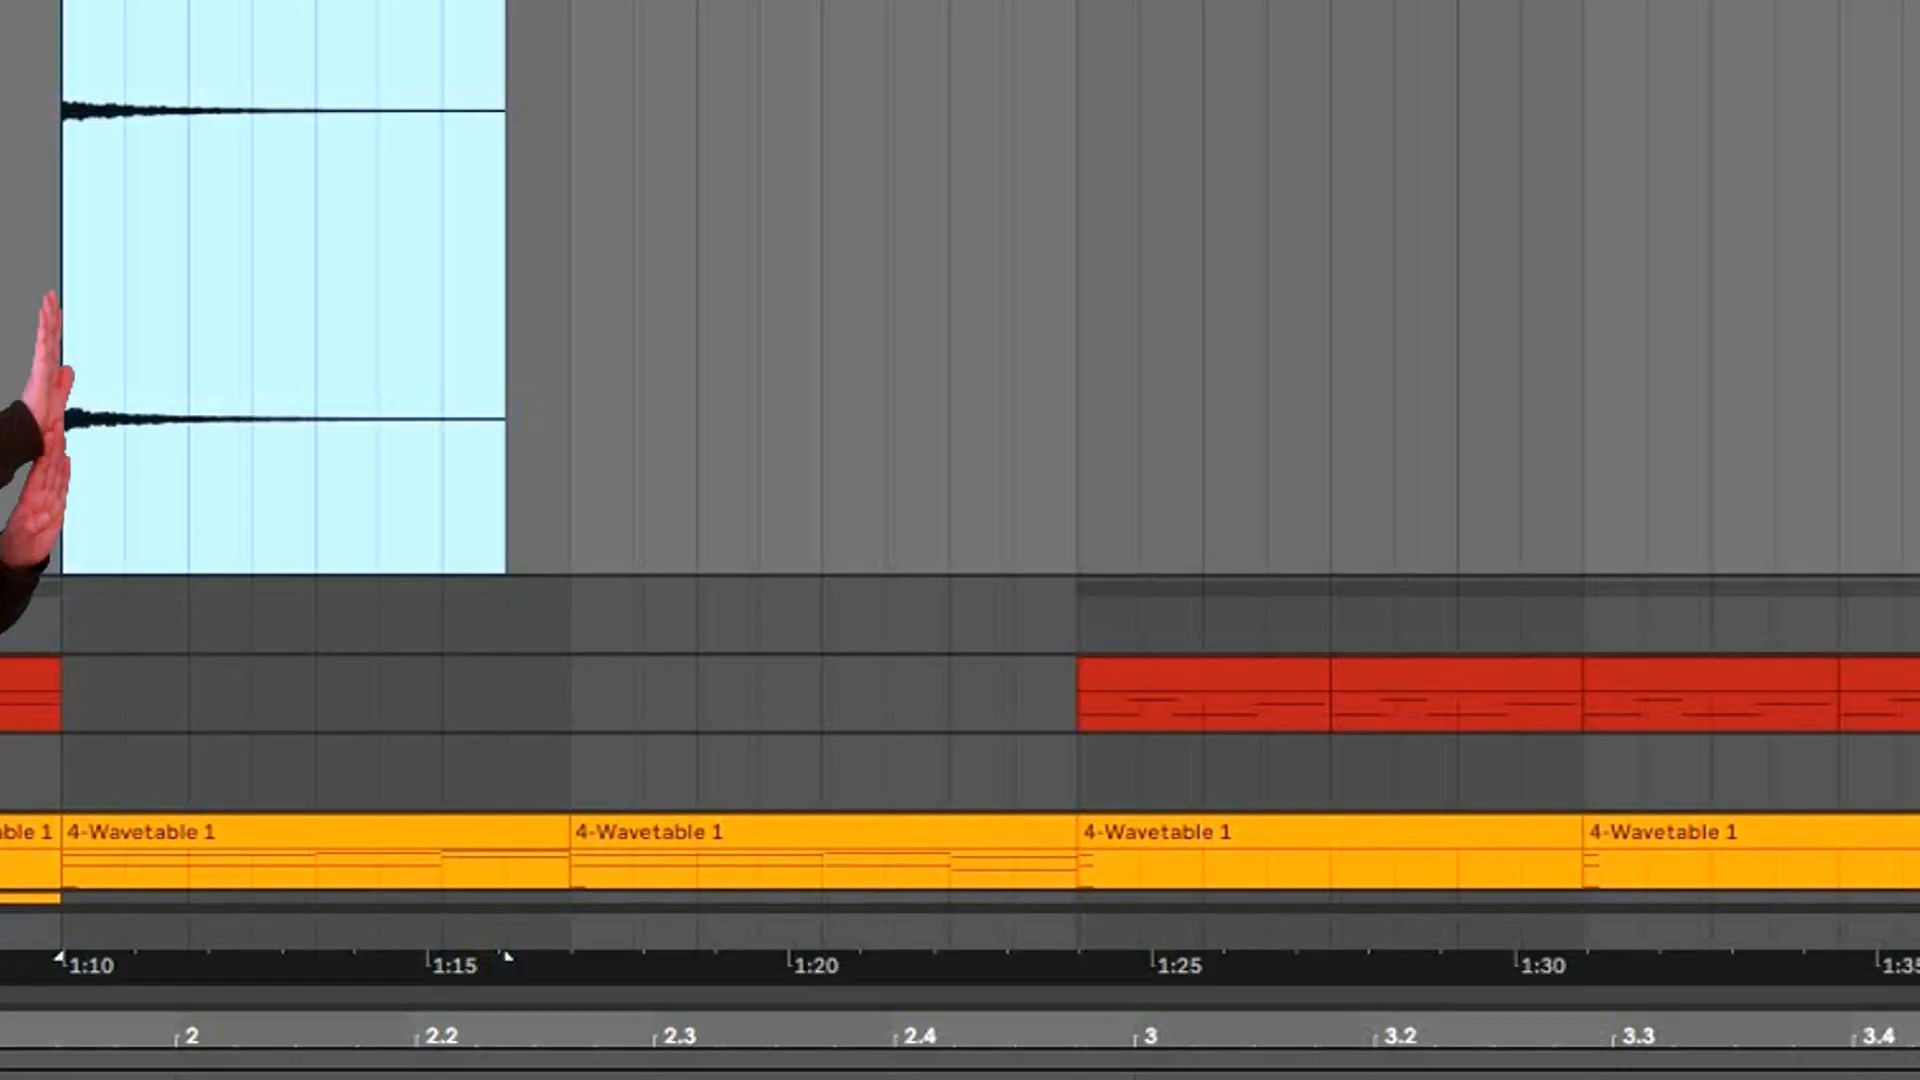 ble 1 4-Wavetable 1 4-Wavetable 1 4-Wavetable 1 4-Wavetable 1
1:10 1:15 1:20 1:25 1:30 1:35
2 2.2 2.3 2.4 3 3.2 3.3 3.4